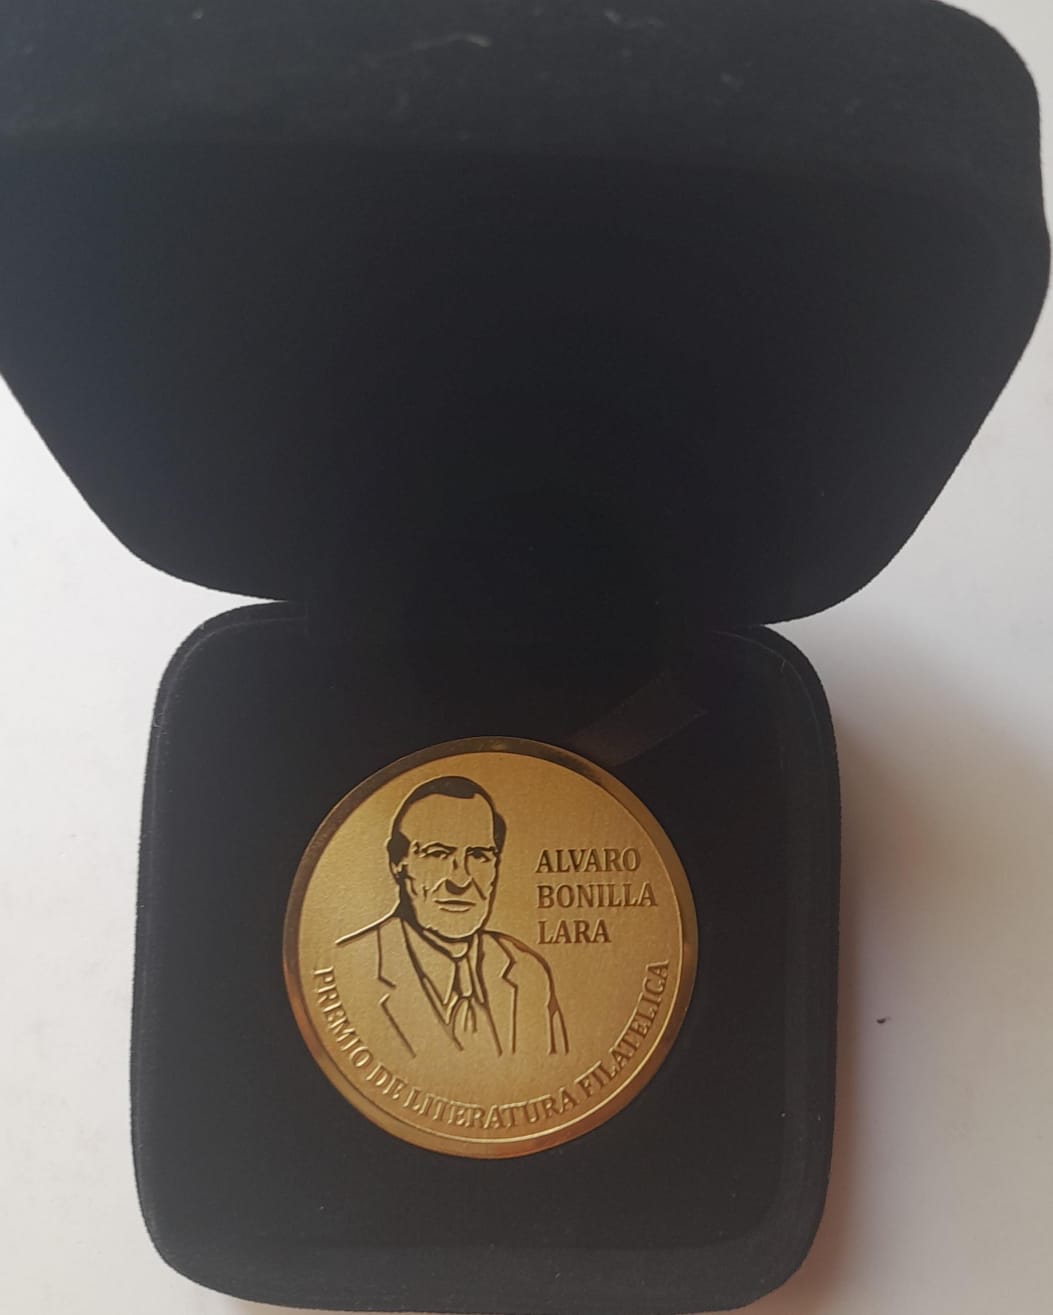 ALVARO
BONILLA
LARA
PREMIO DE LITERATURA FILATELICA